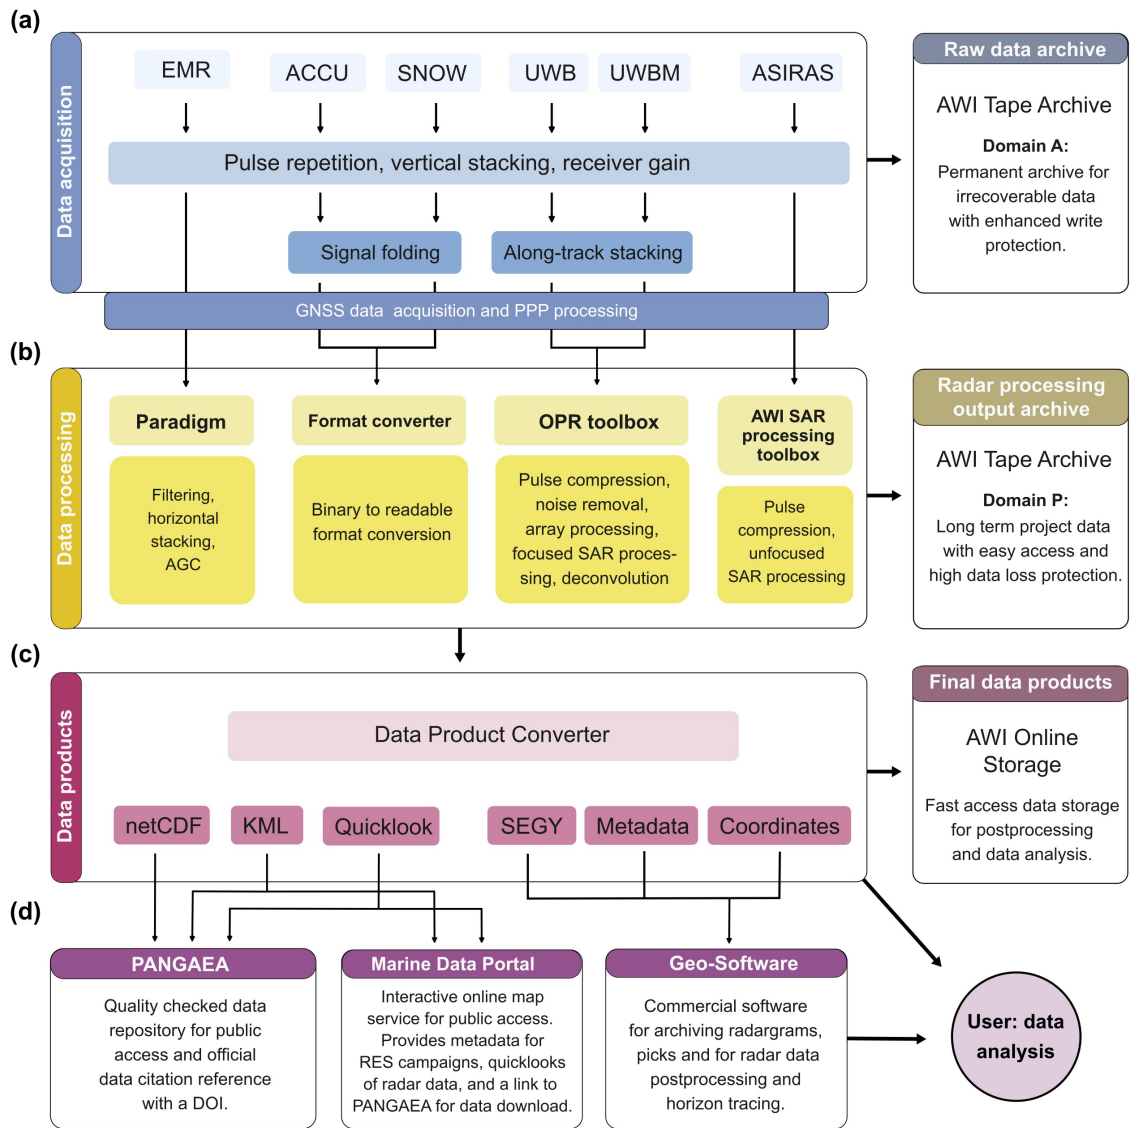 (a)
Data acquisition
EMR
ACCU
SNOW
UWB
UWBM
ASIRAS
Pulse repetition, vertical stacking, receiver gain
Signal folding
Along-track stacking
GNSS data acquisition and PPP processing
Raw data archive
AWI Tape Archive
Domain A:
Permanent archive for
irrecoverable data
with enhanced write
protection.
(b)
Data processing
Paradigm
Filtering,
horizontal
stacking,
AGC
Format converter
Binary to readable
format conversion
OPR toolbox
Pulse compression,
noise removal,
array processing,
focused SAR proces-
sing, deconvolution
AWI SAR
processing
toolbox
Pulse
compression,
unfocused
SAR processing
Radar processing
output archive
AWI Tape Archive
Domain P:
Long term project data
with easy access and
high data loss protection.
(c)
Data products
Data Product Converter
netCDF
KML
Quicklook
SEGY
Metadata
Coordinates
Final data products
AWI Online
Storage
Fast access data storage
for postprocessing
and data analysis.
(d)
PANGAEA
Quality checked data
repository for public
access and official
data citation reference
with a DOI.
Marine Data Portal
Interactive online map
service for public access.
Provides metadata for
RES campaigns, quicklooks
of radar data, and a link to
PANGAEA for data download.
Geo-Software
Commercial software
for archiving radargrams,
picks and for radar data
postprocessing and
horizon tracing.
User: data
analysis